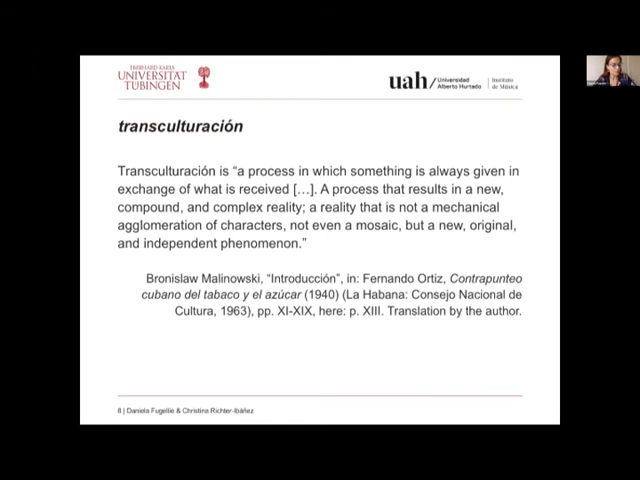 EBERHARD KARLS
UNIVERSITÄT
TÜBINGEN
uah/ Universidad
Alberto Hurtado
Instituto
de Música
transculturación
Transculturación is “a process in which something is always given in
exchange of what is received […]. A process that results in a new,
compound, and complex reality; a reality that is not a mechanical
agglomeration of characters, not even a mosaic, but a new, original,
and independent phenomenon.”
Bronislaw Malinowski, “Introducción”, in: Fernando Ortiz, Contrapunteo
cubano del tabaco y el azúcar (1940) (La Habana: Consejo Nacional de
Cultura, 1963), pp. XI-XIX, here: p. XIII. Translation by the author.
8 | Daniela Fugellie & Christina Richter-Ibáñez